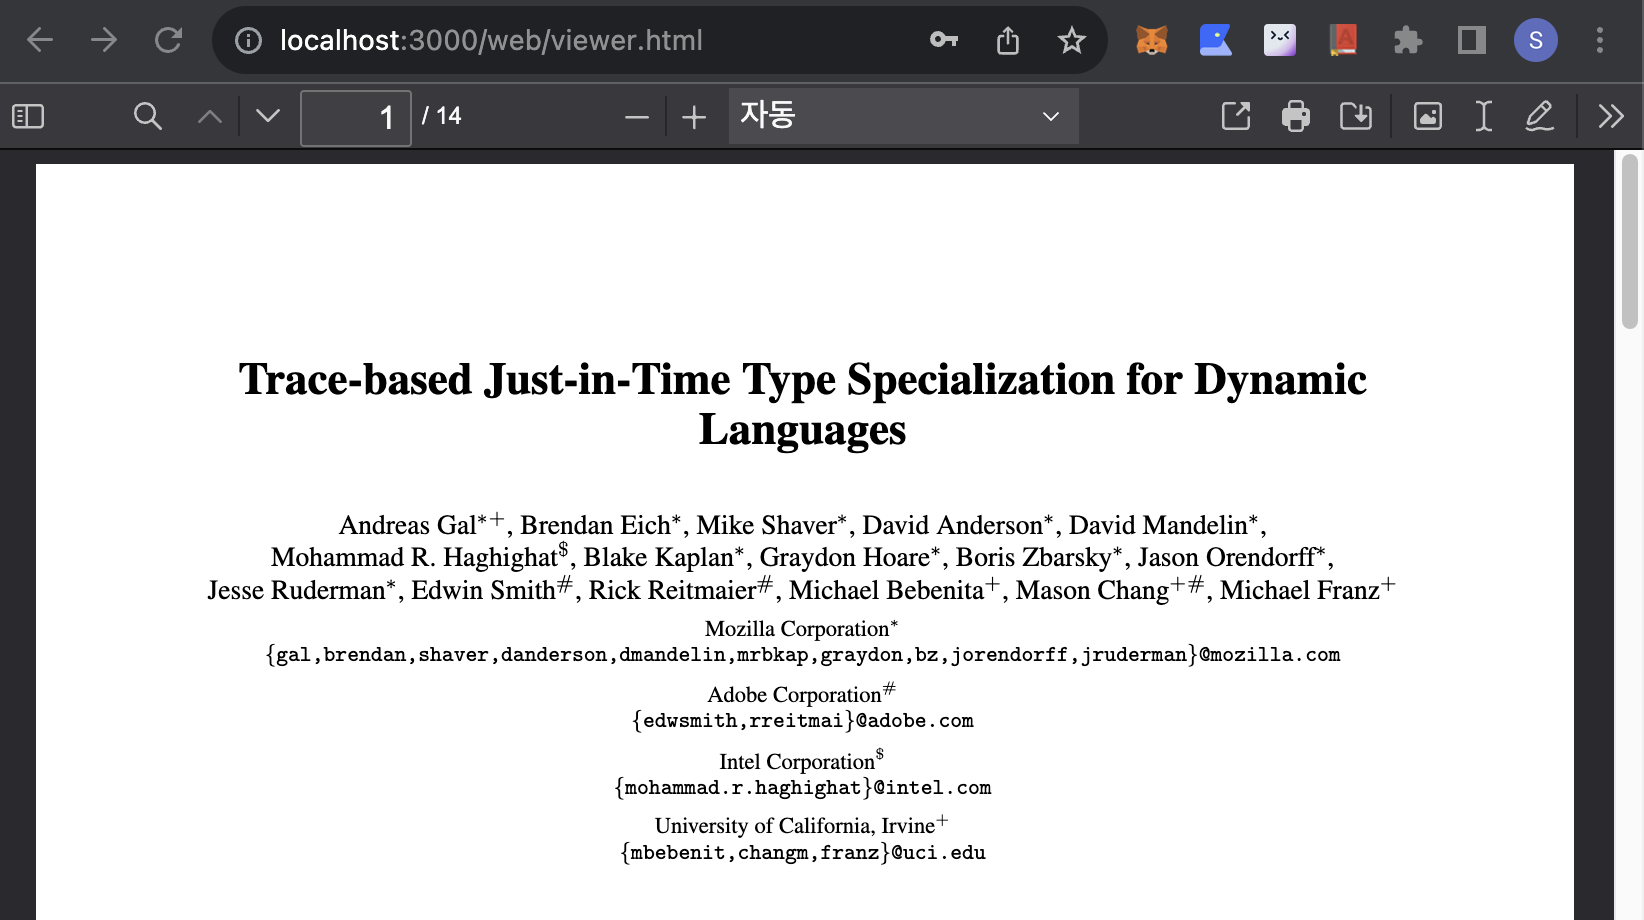 localhost:3000/web/viewer.html
S
1 / 14
자동
Trace-based Just-in-Time Type Specialization for Dynamic
Languages
Andreas Gal*+, Brendan Eich*, Mike Shaver*, David Anderson*, David Mandelin*,
Mohammad R. Haghighat$, Blake Kaplan*, Graydon Hoare*, Boris Zbarsky*, Jason Orendorff*,
Jesse Ruderman*, Edwin Smith#, Rick Reitmaier#, Michael Bebenita+, Mason Chang+#, Michael Franz+
Mozilla Corporation*
{gal,brendan,shaver,danderson,dmandelin,mrbkap,graydon,bz,jorendorff,jruderman}@mozilla.com
Adobe Corporation#
{edwsmith,rreitmai}@adobe.com
Intel Corporation$
{mohammad.r.haghighat}@intel.com
University of California, Irvine+
{mbebenit,changm,franz}@uci.edu